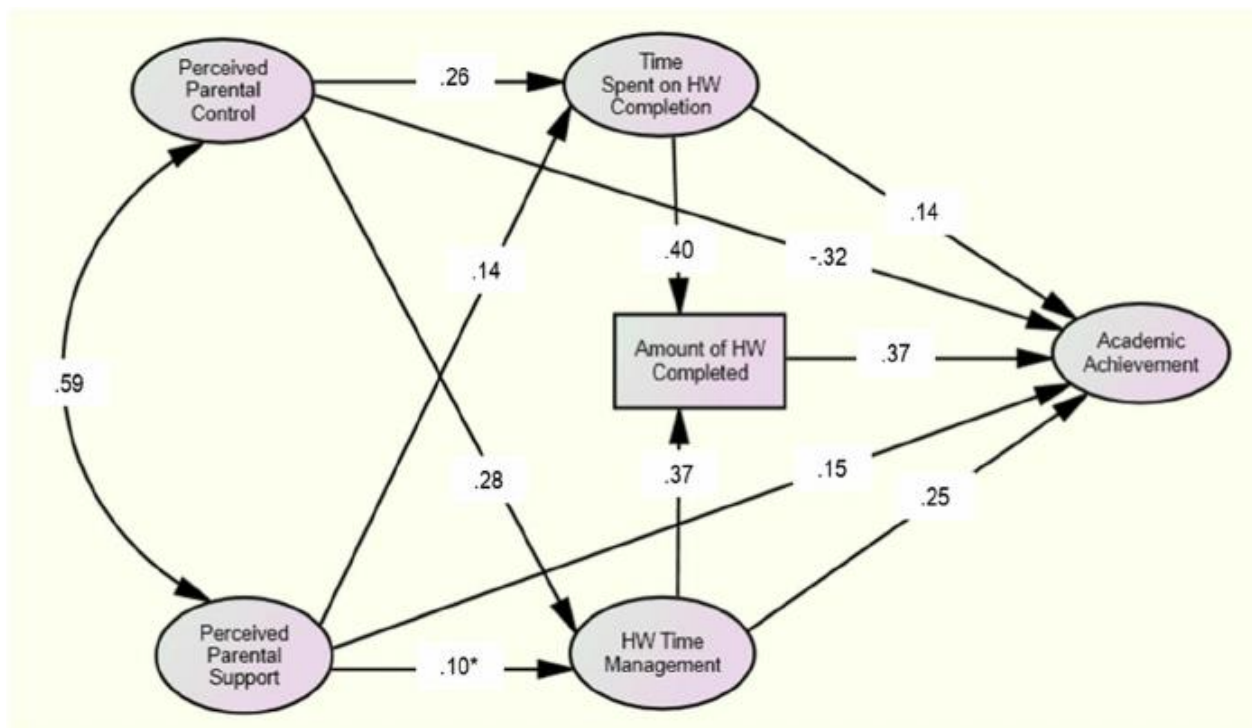 Perceived
Parental
Control
.26
Time
Spent on HW
Completion
.14
.40
-.32
.14
Amount of HW
Completed
.37
Academic
Achievement
.59
.28
.37
.15
.25
Perceived
Parental
Support
.10*
HW Time
Management